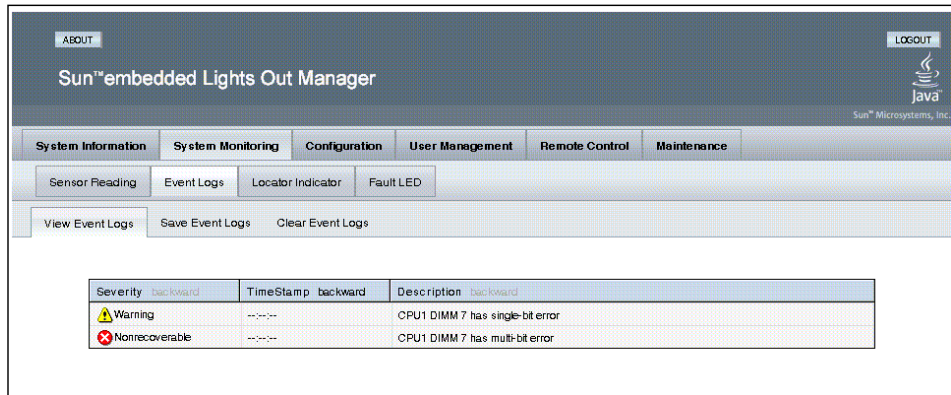 ABOUT
LOGOUT
Sun™ embedded Lights Out Manager
Java™
Sun™ Microsystems, Inc.
System Information System Monitoring Configuration User Management Remote Control Maintenance
Sensor Reading Event Logs Locator Indicator Fault LED
View Event Logs Save Event Logs Clear Event Logs
Severity backward TimeStamp backward Description backward
Warning --:--:-- CPU1 DIMM 7 has single-bit error
Nonrecoverable --:--:-- CPU1 DIMM 7 has multi-bit error